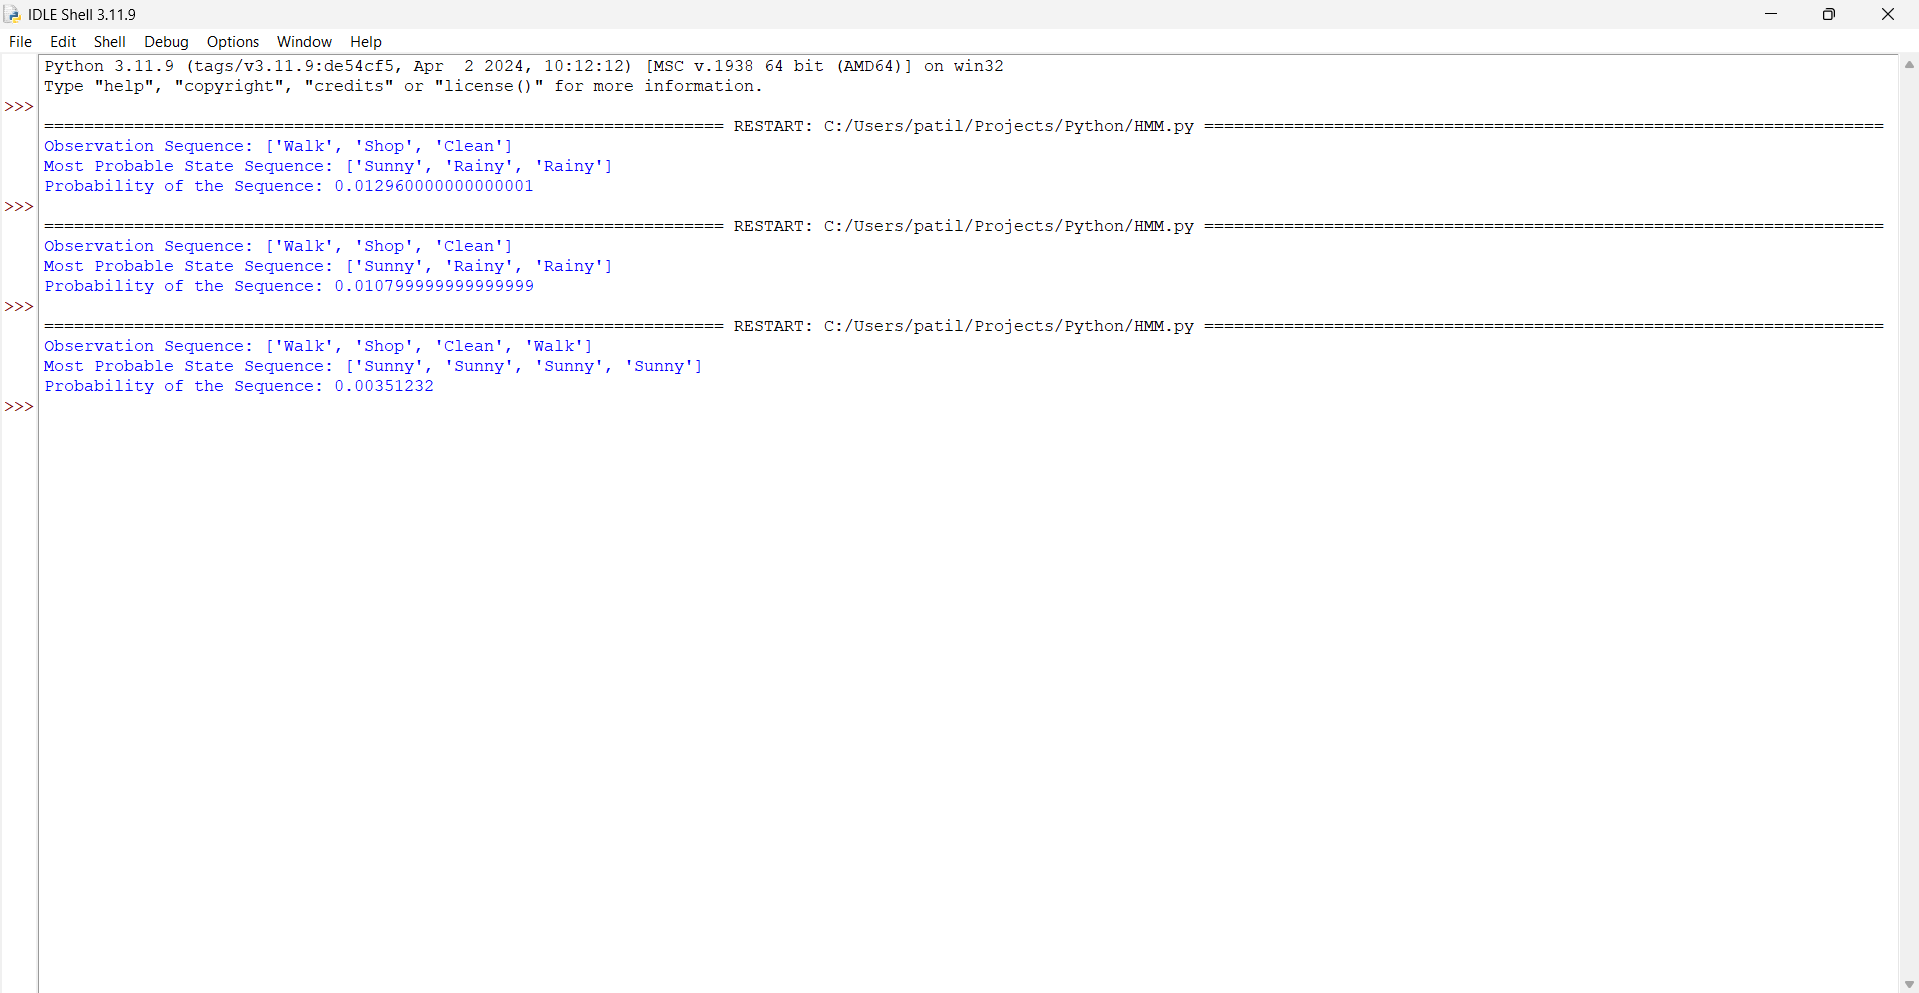 IDLE Shell 3.11.9
File Edit Shell Debug Options Window Help
Python 3.11.9 (tags/v3.11.9:de54cf5, Apr  2 2024, 10:12:12) [MSC v.1938 64 bit (AMD64)] on win32
Type "help", "copyright", "credits" or "license()" for more information.
>>>
==================================================================== RESTART: C:/Users/patil/Projects/Python/HMM.py ====================================================================
Observation Sequence: ['Walk', 'Shop', 'Clean']
Most Probable State Sequence: ['Sunny', 'Rainy', 'Rainy']
Probability of the Sequence: 0.012960000000000001
>>>
==================================================================== RESTART: C:/Users/patil/Projects/Python/HMM.py ====================================================================
Observation Sequence: ['Walk', 'Shop', 'Clean']
Most Probable State Sequence: ['Sunny', 'Rainy', 'Rainy']
Probability of the Sequence: 0.010799999999999999
>>>
==================================================================== RESTART: C:/Users/patil/Projects/Python/HMM.py ====================================================================
Observation Sequence: ['Walk', 'Shop', 'Clean', 'Walk']
Most Probable State Sequence: ['Sunny', 'Sunny', 'Sunny', 'Sunny']
Probability of the Sequence: 0.00351232
>>>